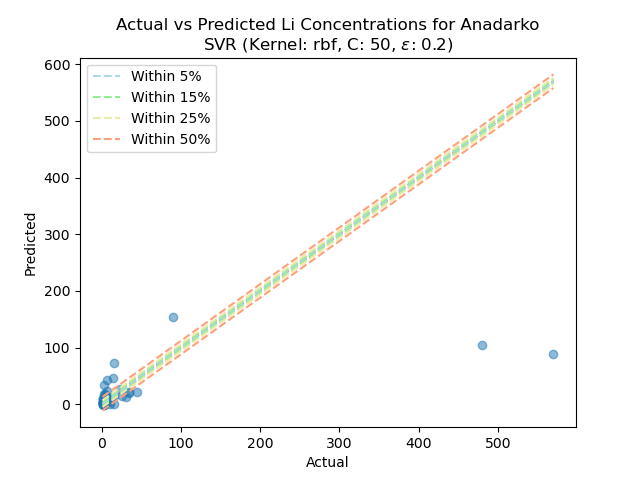 Actual vs Predicted Li Concentrations for Anadarko
SVR (Kernel: rbf, C: 50, ε: 0.2)
Within 5%
Within 15%
Within 25%
Within 50%
600
500
400
300
200
100
0
Predicted
0 100 200 300 400 500
Actual